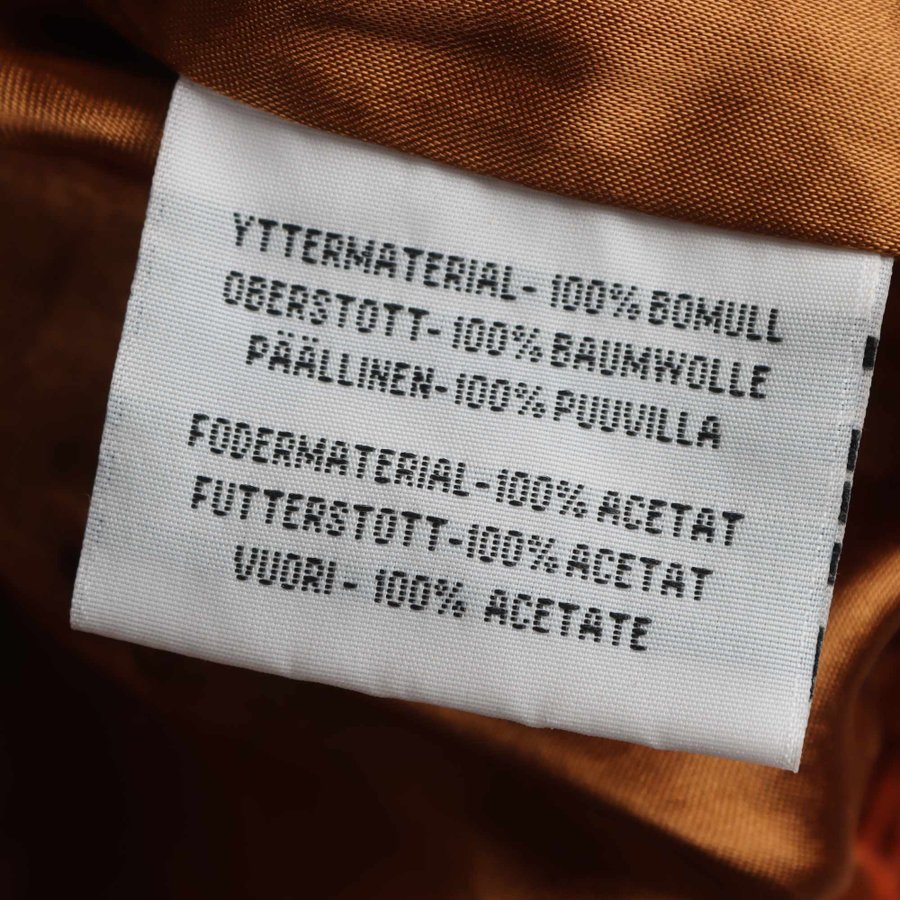 YTTERMATERIAL- 100% BOMULL
OBERSTOTT- 100% BAUMWOLLE
PÄÄLLINEN-100% PUUVILLA
FODERMATERIAL-100% ACETAT
FUTTERSTOTT-100% ACETAT
VUORI- 100% ACETATE